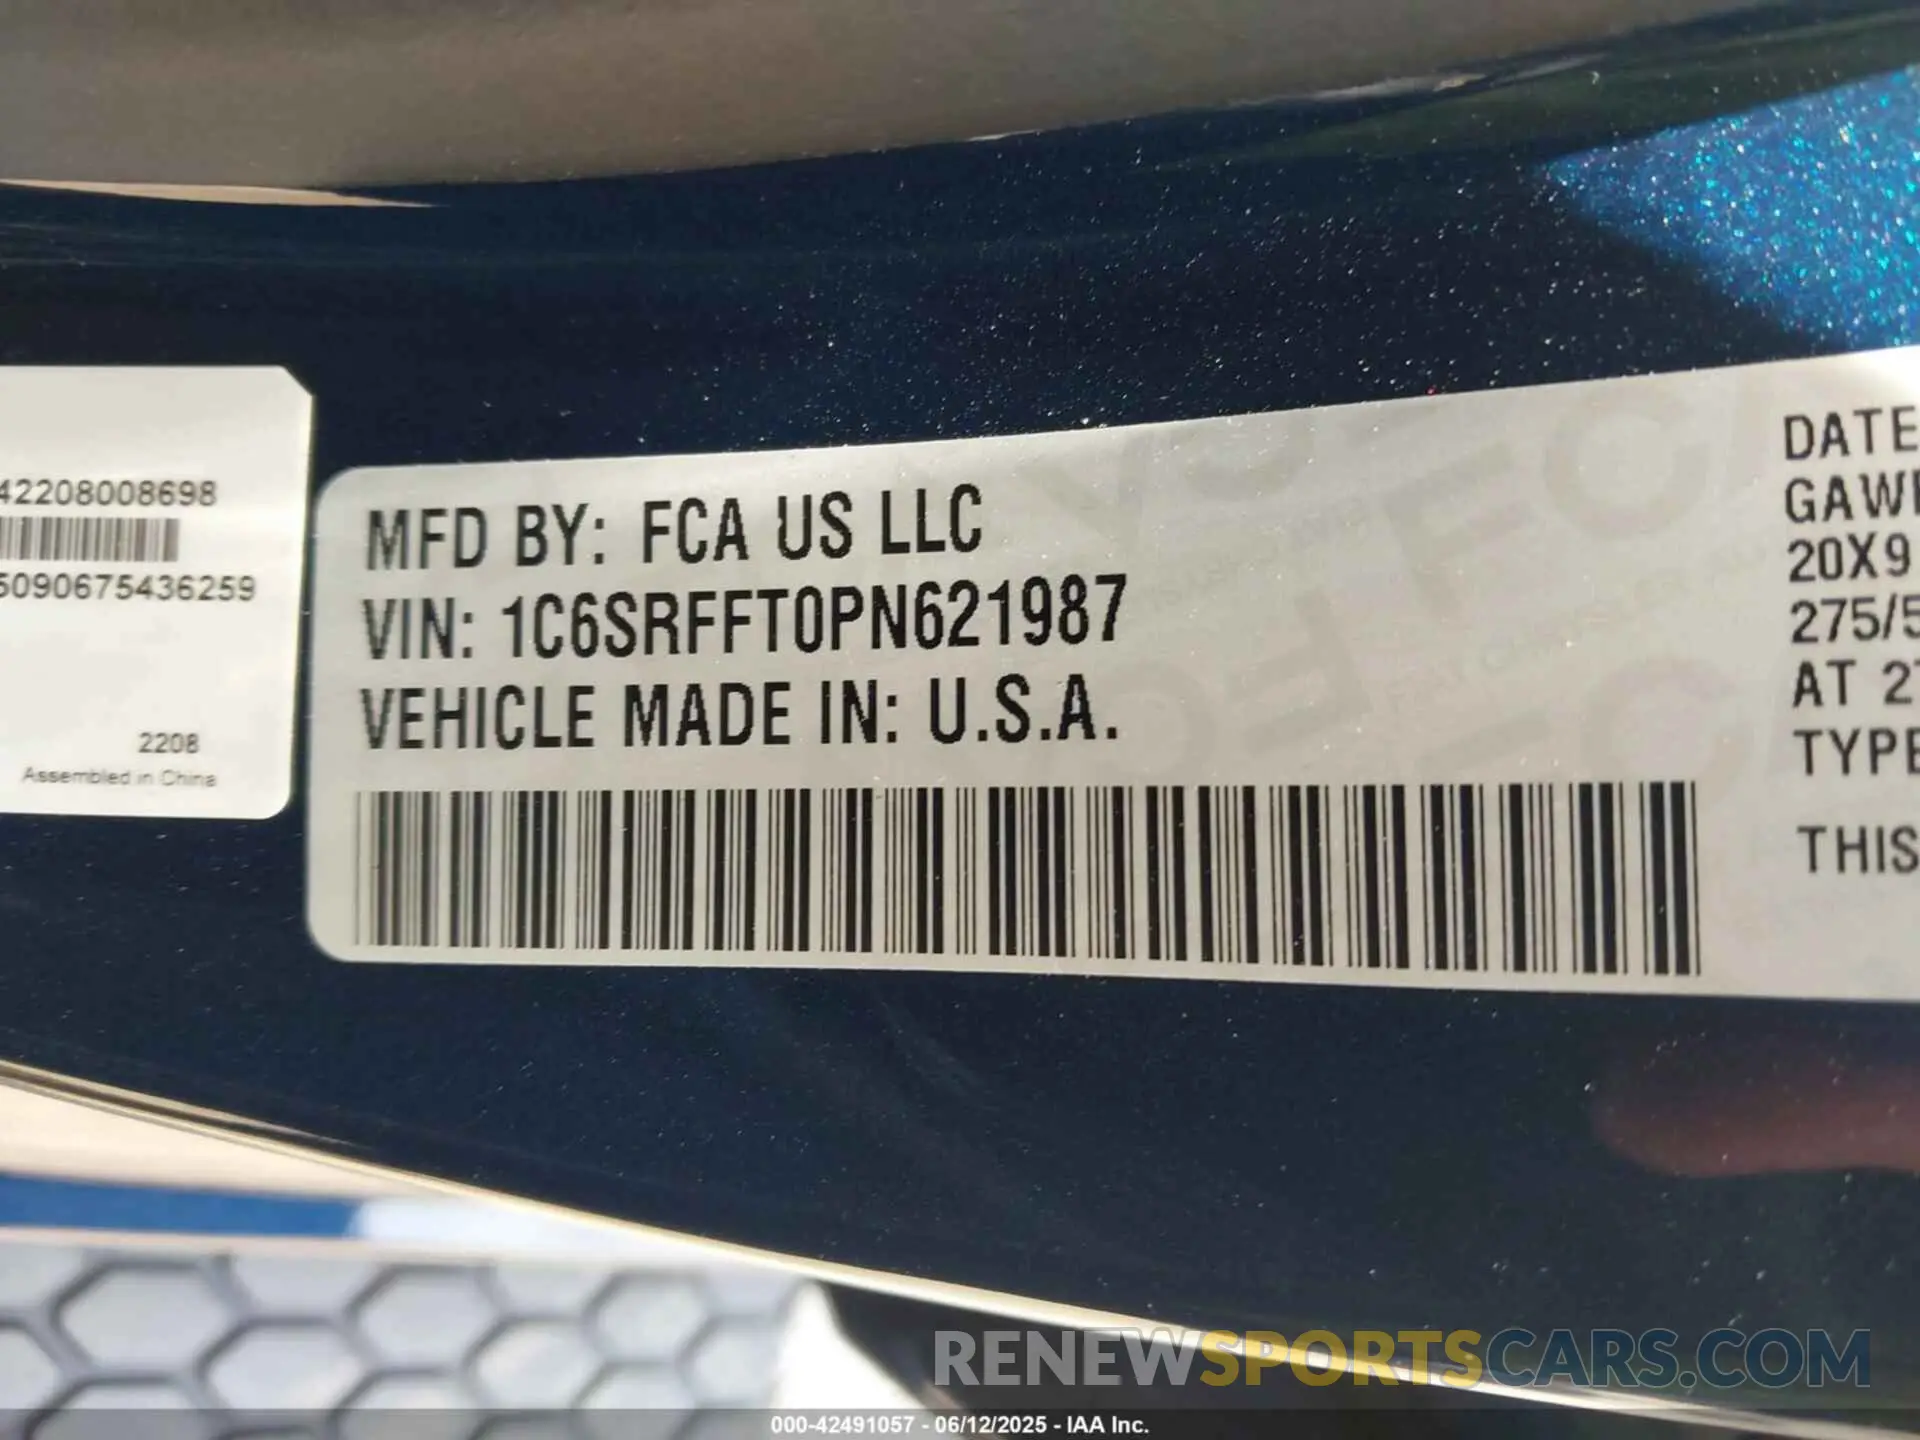 42208008698
5090675436259
2208
Assembled in China
MFD BY: FCA US LLC
VIN: 1C6SRFFT0PN621987
VEHICLE MADE IN: U.S.A.
DATE
GAW
20X9
275/5
AT 2
TYPE
THIS
RENEWSPORTSCARS.COM
000-42491057 - 06/12/2025 - IAA Inc.